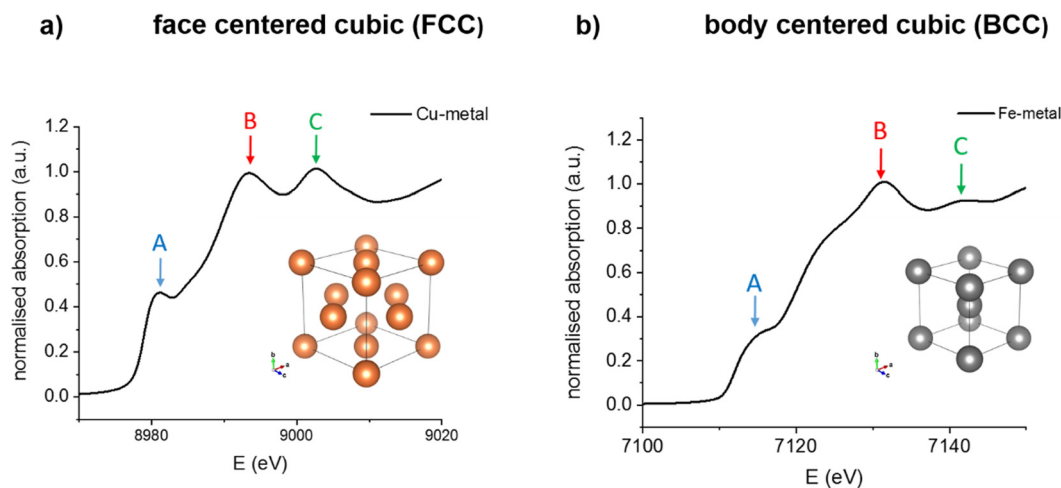 a) face centered cubic (FCC)
Cu-metal
A
B
C
normalised absorption (a.u.)
1.2
1.0
0.8
0.6
0.4
0.2
0.0
8980
9000
9020
E (eV)
b
a
c
b) body centered cubic (BCC)
Fe-metal
A
B
C
normalised absorption (a.u.)
1.2
1.0
0.8
0.6
0.4
0.2
0.0
7100
7120
7140
E (eV)
b
a
c